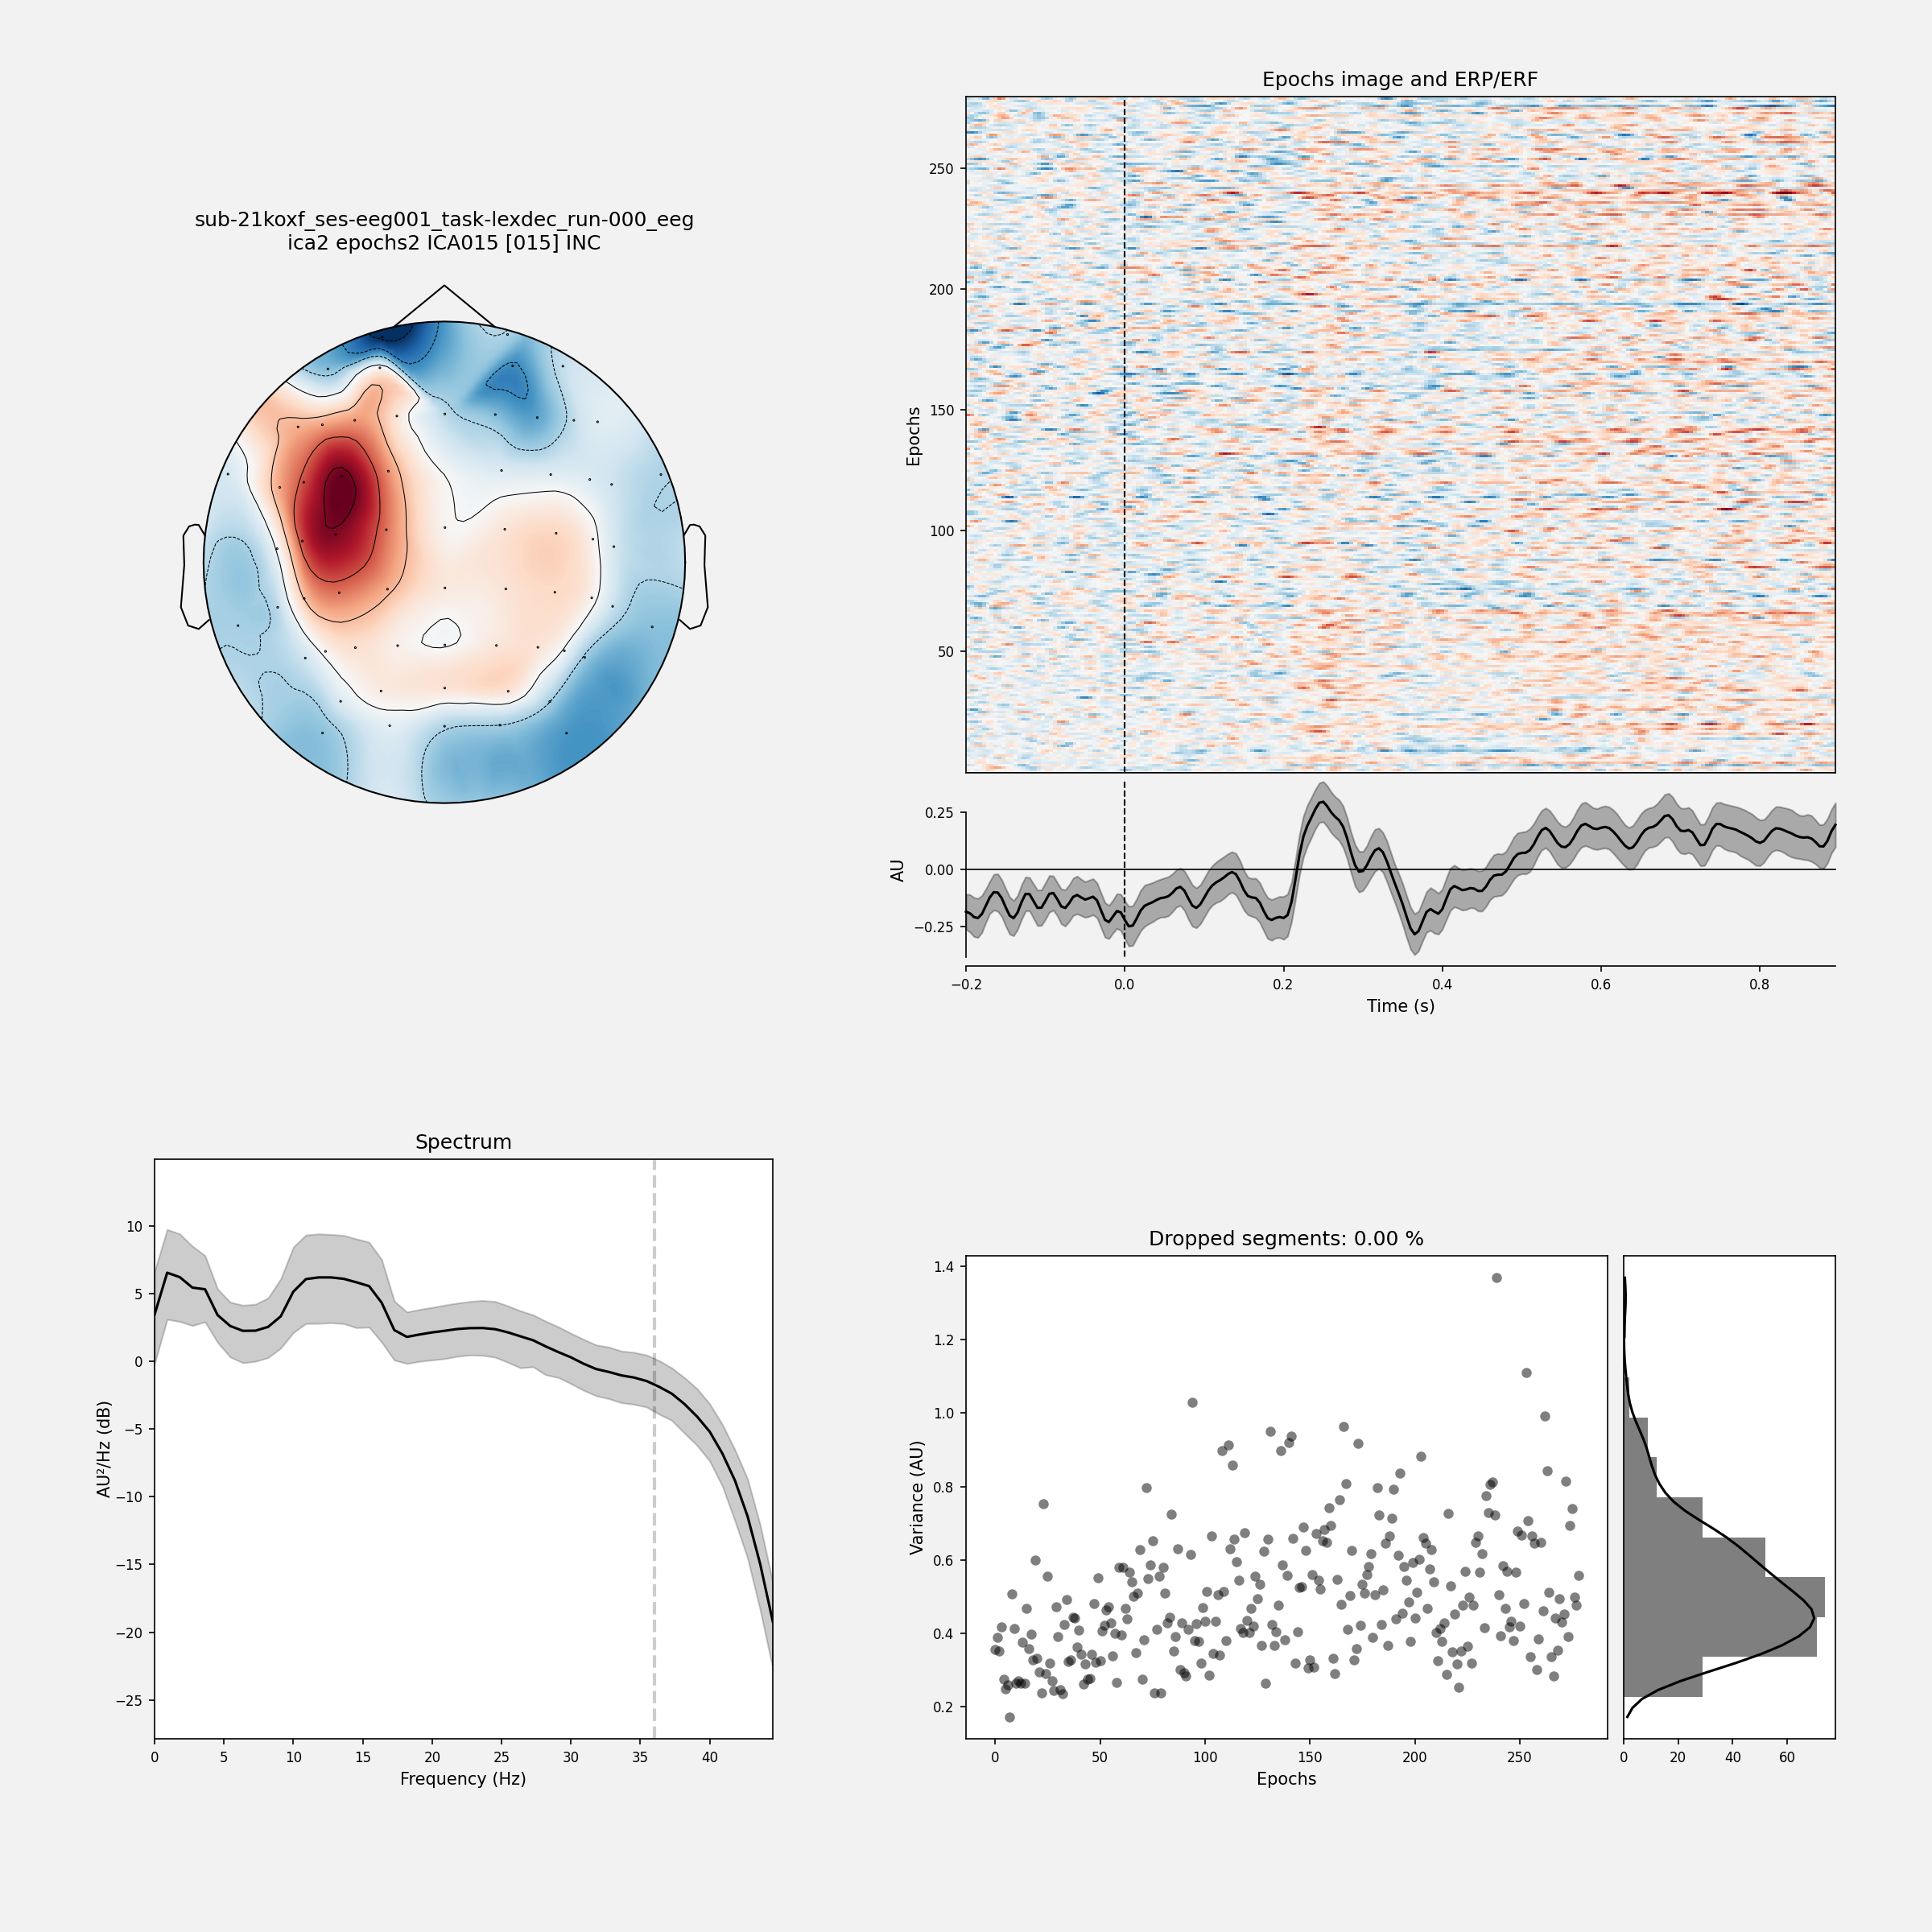 Epochs image and ERP/ERF
sub-21koxf_ses-eeg001_task-lexdec_run-000_eeg
ica2 epochs2 ICA015 [015] INC
250
200
150
100
50
Epochs
0.25
0.00
−0.25
AU
−0.2 0.0 0.2 0.4 0.6 0.8
Time (s)
Spectrum
10
5
0
−5
−10
−15
−20
−25
AU²/Hz (dB)
0 5 10 15 20 25 30 35 40
Frequency (Hz)
Dropped segments: 0.00 %
1.4
1.2
1.0
0.8
0.6
0.4
0.2
Variance (AU)
0 50 100 150 200 250
Epochs
0 20 40 60